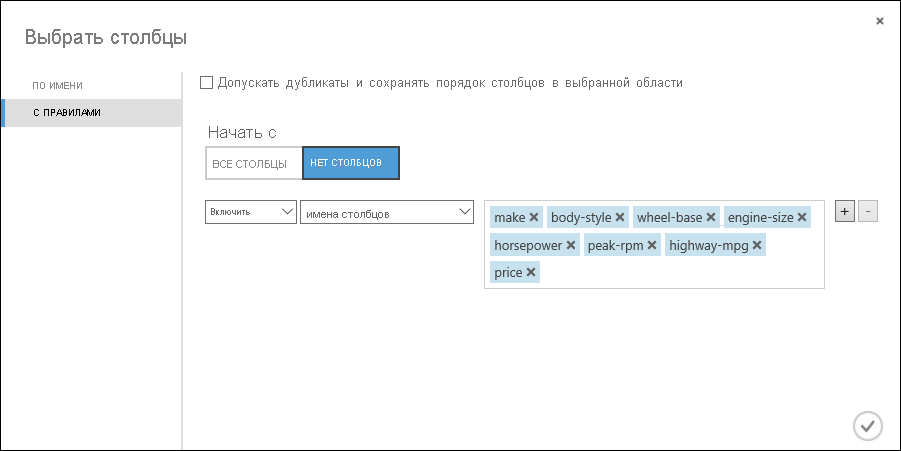 Выбрать столбцы
ПО ИМЕНИ
С ПРАВИЛАМИ
Допускать дубликаты и сохранять порядок столбцов в выбранной области
Начать с
ВСЕ СТОЛБЦЫ НЕТ СТОЛБЦОВ
Включить имена столбцов
make × body-style × wheel-base × engine-size ×
horsepower × peak-rpm × highway-mpg ×
price ×
+ -